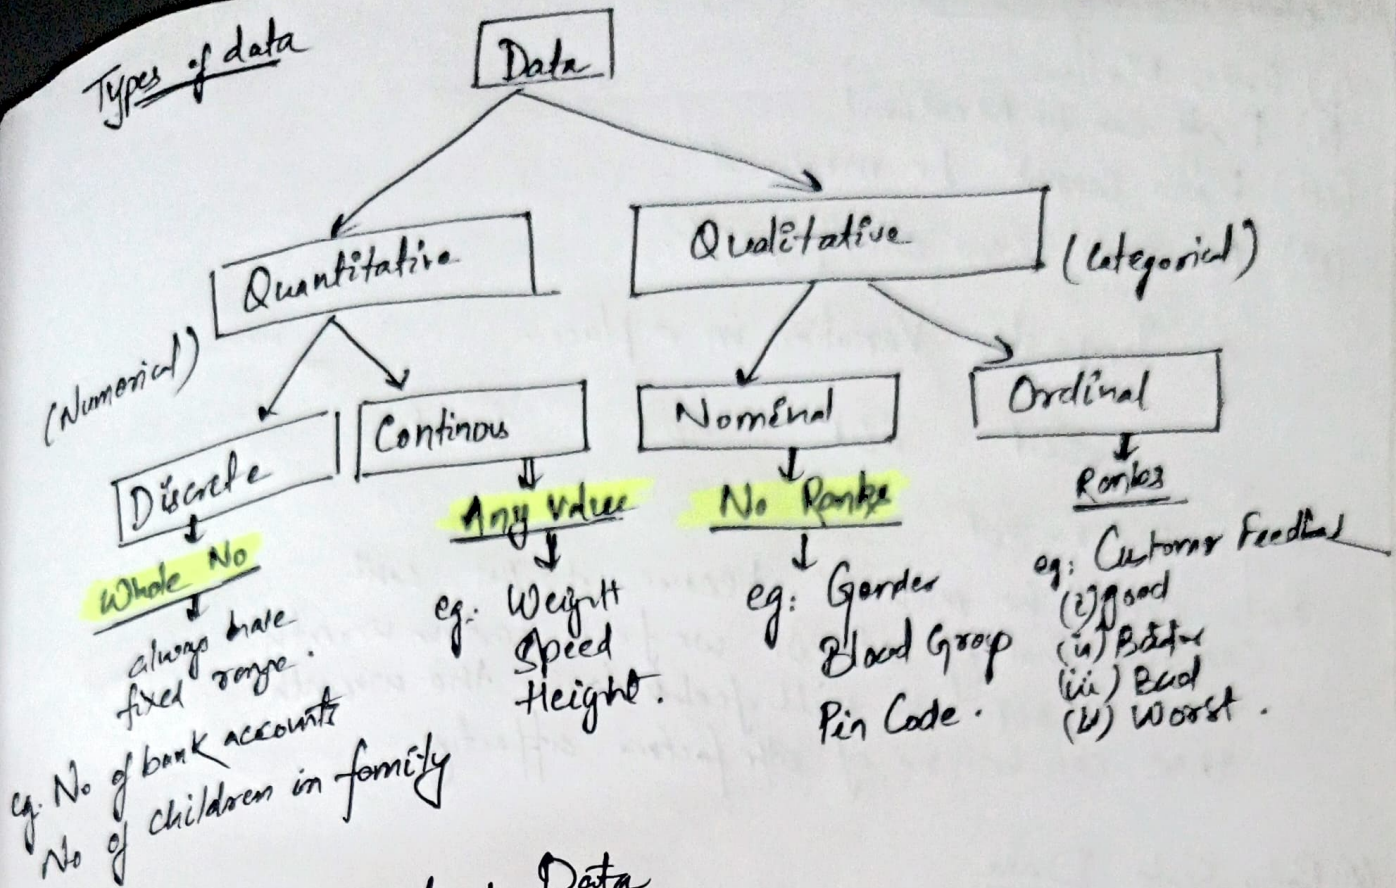 Types of data
Data
Quantitative
(Numerical)
Qualitative
(Categorical)
Discrete
Continous
Nominal
Ordinal
Whole No
always have
fixed range.
eg. No of bank accounts
No of children in family
Any value
eg: Weight
Speed
Height.
No Ranks
eg: Gender
Blood Group
Pin Code.
Ranks
eg: Customer Feedback
(i) good
(ii)
(iii) Bad
(iv) Worst.
Data